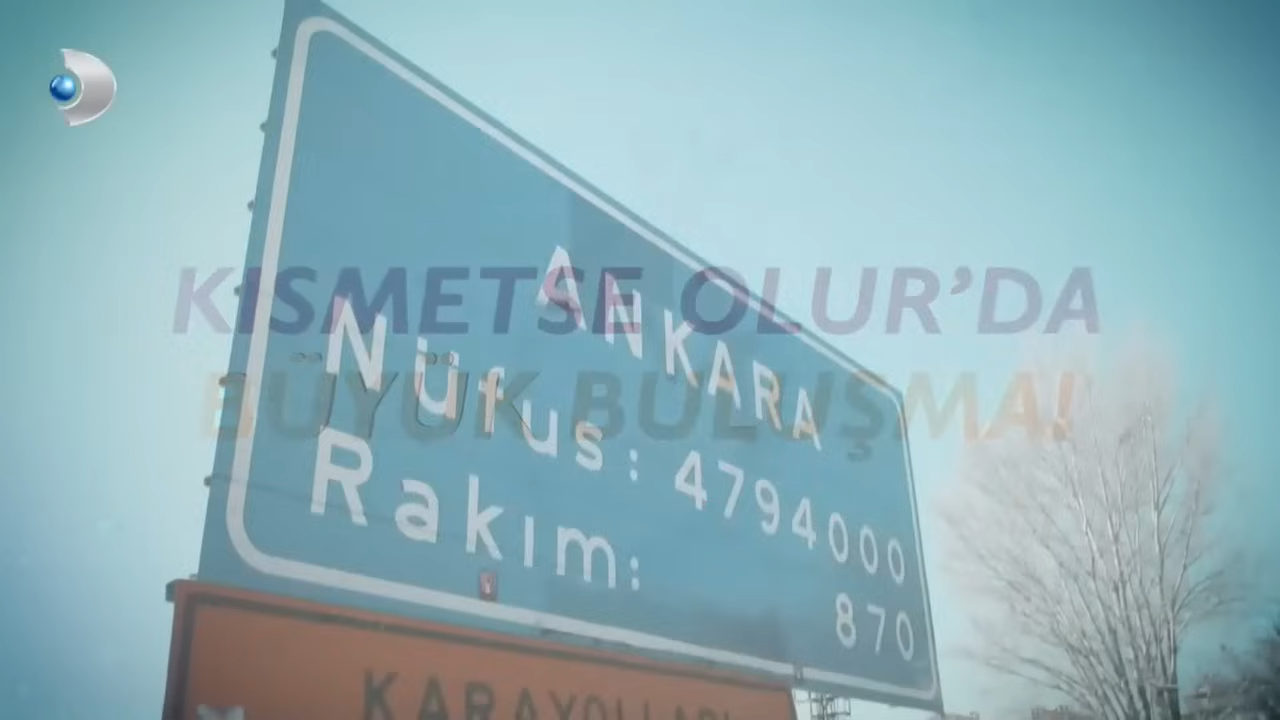 KISMETSE OLUR'DA
BÜYÜK BULUŞMA!
ANKARA
Nüfus: 4794000
Rakım: 870
KARAYOLLARI